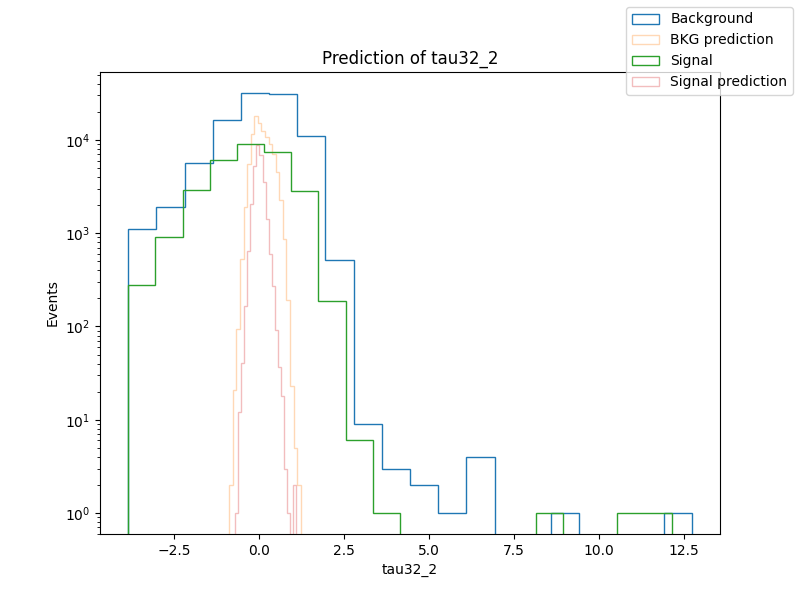 Prediction of tau32_2
Background
BKG prediction
Signal
Signal prediction
Events
10⁴
10³
10²
10¹
10⁰
−2.5 0.0 2.5 5.0 7.5 10.0 12.5
tau32_2